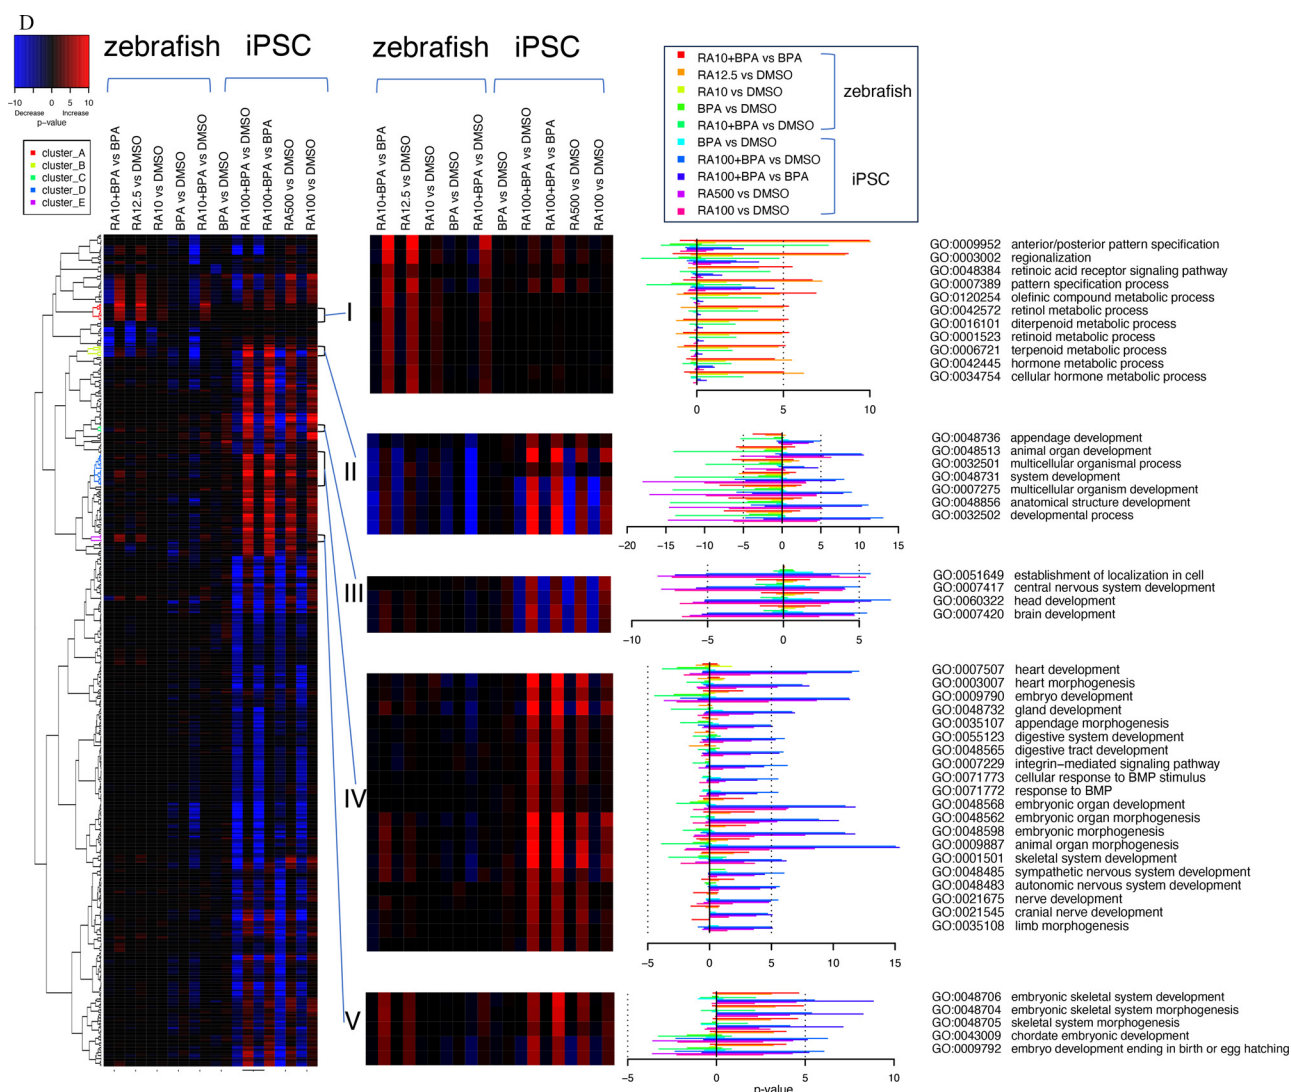 D
zebrafish
iPSC
zebrafish
iPSC
−10 0 5 10
Decrease Increase
p−value
cluster_A
cluster_B
cluster_C
cluster_D
cluster_E
RA10+BPA vs BPA
RA12.5 vs DMSO
RA10 vs DMSO
BPA vs DMSO
RA10+BPA vs DMSO
BPA vs DMSO
RA100+BPA vs DMSO
RA100+BPA vs BPA
RA500 vs DMSO
RA100 vs DMSO
RA10+BPA vs BPA
RA12.5 vs DMSO
RA10 vs DMSO
BPA vs DMSO
RA10+BPA vs DMSO
BPA vs DMSO
RA100+BPA vs DMSO
RA100+BPA vs BPA
RA500 vs DMSO
RA100 vs DMSO
RA10+BPA vs BPA
RA12.5 vs DMSO
RA10 vs DMSO
BPA vs DMSO
RA10+BPA vs DMSO
zebrafish
BPA vs DMSO
RA100+BPA vs DMSO
RA100+BPA vs BPA
RA500 vs DMSO
RA100 vs DMSO
iPSC
I
GO:0009952 anterior/posterior pattern specification
GO:0003002 regionalization
GO:0048384 retinoic acid receptor signaling pathway
GO:0007389 pattern specification process
GO:0120254 olefinic compound metabolic process
GO:0042572 retinol metabolic process
GO:0016101 diterpenoid metabolic process
GO:0001523 retinoid metabolic process
GO:0006721 terpenoid metabolic process
GO:0042445 hormone metabolic process
GO:0034754 cellular hormone metabolic process
0 5 10
II
GO:0048736 appendage development
GO:0048513 animal organ development
GO:0032501 multicellular organismal process
GO:0048731 system development
GO:0007275 multicellular organism development
GO:0048856 anatomical structure development
GO:0032502 developmental process
−20 −15 −10 −5 0 5 10 15
III
GO:0051649 establishment of localization in cell
GO:0007417 central nervous system development
GO:0060322 head development
GO:0007420 brain development
−10 −5 0 5
IV
GO:0007507 heart development
GO:0003007 heart morphogenesis
GO:0009790 embryo development
GO:0048732 gland development
GO:0035107 appendage morphogenesis
GO:0055123 digestive system development
GO:0048565 digestive tract development
GO:0007229 integrin−mediated signaling pathway
GO:0071773 cellular response to BMP stimulus
GO:0071772 response to BMP
GO:0048568 embryonic organ development
GO:0048562 embryonic organ morphogenesis
GO:0048598 embryonic morphogenesis
GO:0009887 animal organ morphogenesis
GO:0001501 skeletal system development
GO:0048485 sympathetic nervous system development
GO:0048483 autonomic nervous system development
GO:0021675 nerve development
GO:0021545 cranial nerve development
GO:0035108 limb morphogenesis
−5 0 5 10 15
V
GO:0048706 embryonic skeletal system development
GO:0048704 embryonic skeletal system morphogenesis
GO:0048705 skeletal system morphogenesis
GO:0043009 chordate embryonic development
GO:0009792 embryo development ending in birth or egg hatching
−5 0 5 10
p−value